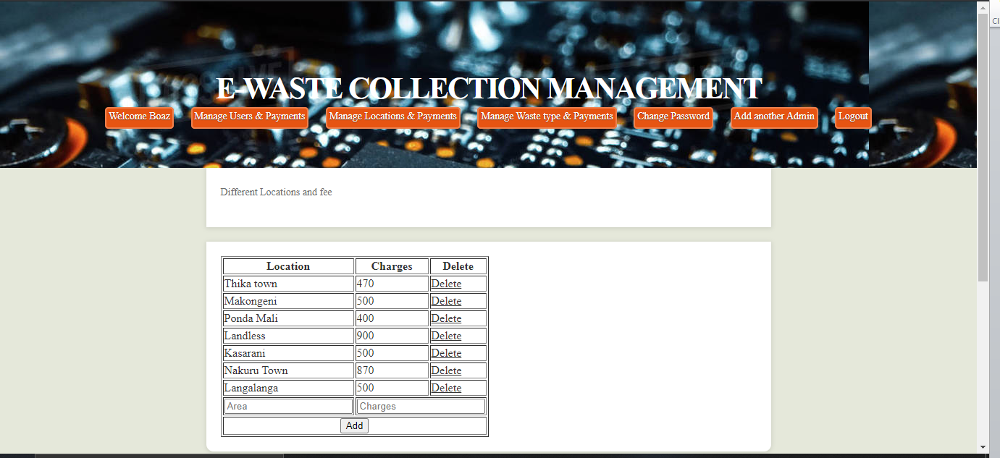 E-WASTE COLLECTION MANAGEMENT
Welcome Boaz Manage Users & Payments Manage Locations & Payments Manage Waste type & Payments Change Password Add another Admin Logout
Different Locations and fee
Location Charges Delete
Thika town 470 Delete
Makongeni 500 Delete
Ponda Mali 400 Delete
Landless 900 Delete
Kasarani 500 Delete
Nakuru Town 870 Delete
Langalanga 500 Delete
Area Charges
Add